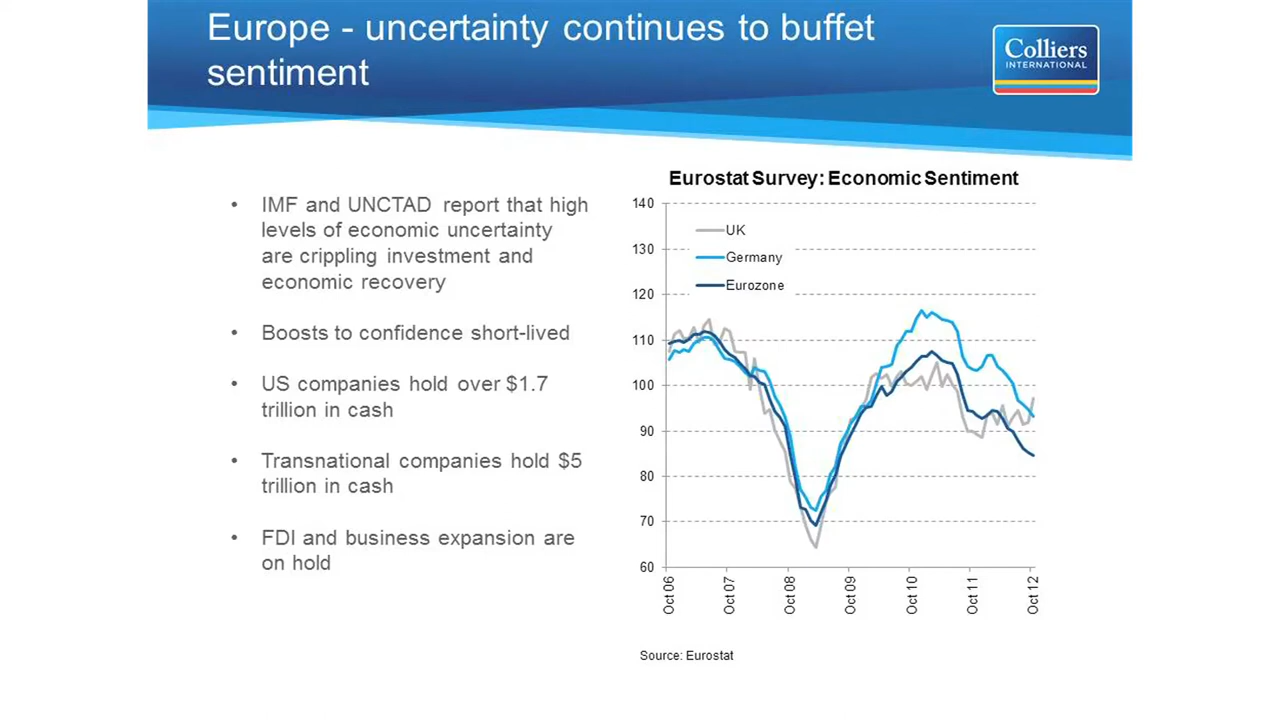 Europe - uncertainty continues to buffet
sentiment
Colliers
INTERNATIONAL
• IMF and UNCTAD report that high
levels of economic uncertainty
are crippling investment and
economic recovery
• Boosts to confidence short-lived
• US companies hold over $1.7
trillion in cash
• Transnational companies hold $5
trillion in cash
• FDI and business expansion are
on hold
Eurostat Survey: Economic Sentiment
140
130
120
110
100
90
80
70
60
UK
Germany
Eurozone
Oct 06
Oct 07
Oct 08
Oct 09
Oct 10
Oct 11
Oct 12
Source: Eurostat